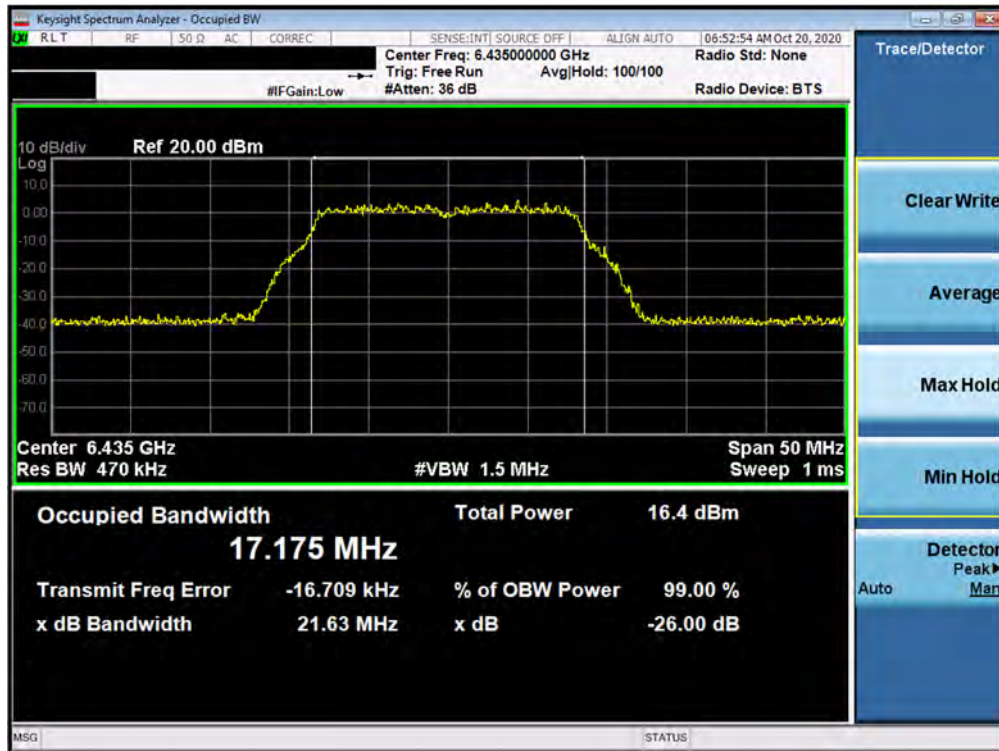 Keysight Spectrum Analyzer - Occupied BW
RLT RF 50 Ω AC CORREC SENSE:INT SOURCE OFF ALIGN AUTO 06:52:54 AM Oct 20, 2020
Center Freq: 6.435000000 GHz Radio Std: None
Trig: Free Run Avg|Hold: 100/100
#IFGain:Low #Atten: 36 dB Radio Device: BTS
Trace/Detector
10 dB/div Ref 20.00 dBm
Log
10.0
0.00
-10.0
-20.0
-30.0
-40.0
-50.0
-60.0
-70.0
Center 6.435 GHz Span 50 MHz
Res BW 470 kHz #VBW 1.5 MHz Sweep 1 ms
Occupied Bandwidth Total Power 16.4 dBm
17.175 MHz
Transmit Freq Error -16.709 kHz % of OBW Power 99.00 %
x dB Bandwidth 21.63 MHz x dB -26.00 dB
Clear Write
Average
Max Hold
Min Hold
Detector
Peak
Auto Man
MSG STATUS